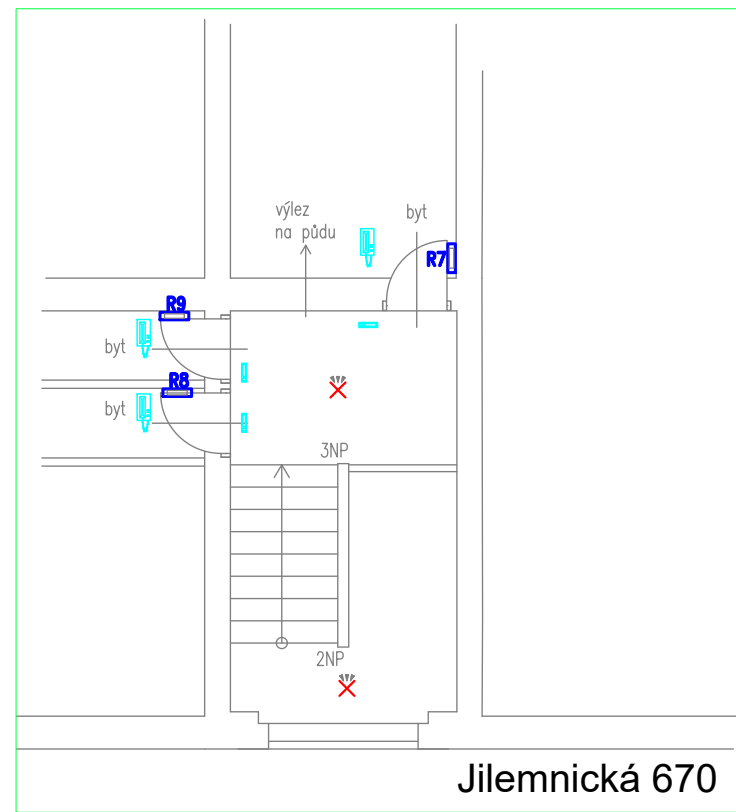 výlez
na půdu
byt
R7
R9
byt
R8
byt
3NP
2NP
Jilemnická 670